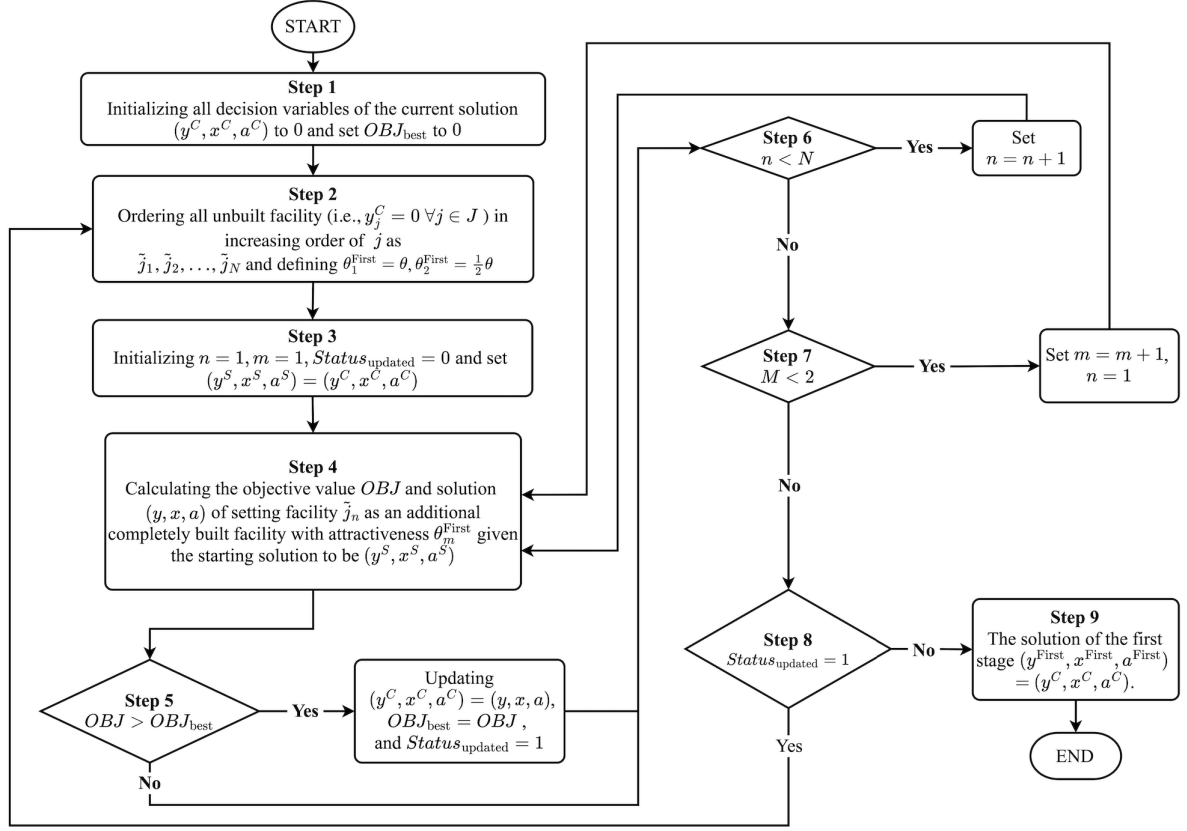 START
Step 1
Initializing all decision variables of the current solution
(y^C, x^C, a^C) to 0 and set OBJ_best to 0
Step 2
Ordering all unbuilt facility (i.e., y_j^C = 0 ∀j ∈ J ) in
increasing order of j as
j̃_1, j̃_2, …, j̃_N and defining θ_1^First = θ, θ_2^First = ½θ
Step 3
Initializing n = 1, m = 1, Status_updated = 0 and set
(y^S, x^S, a^S) = (y^C, x^C, a^C)
Step 4
Calculating the objective value OBJ and solution
(y, x, a) of setting facility j̃_n as an additional
completely built facility with attractiveness θ_m^First given
the starting solution to be (y^S, x^S, a^S)
Step 5
OBJ > OBJ_best
Yes
Updating
(y^C, x^C, a^C) = (y, x, a),
OBJ_best = OBJ ,
and Status_updated = 1
No
Step 6
n < N
Yes
Set
n = n + 1
No
Step 7
M < 2
Yes
Set m = m + 1,
n = 1
No
Step 8
Status_updated = 1
No
Step 9
The solution of the first
stage (y^First, x^First, a^First)
= (y^C, x^C, a^C).
Yes
END